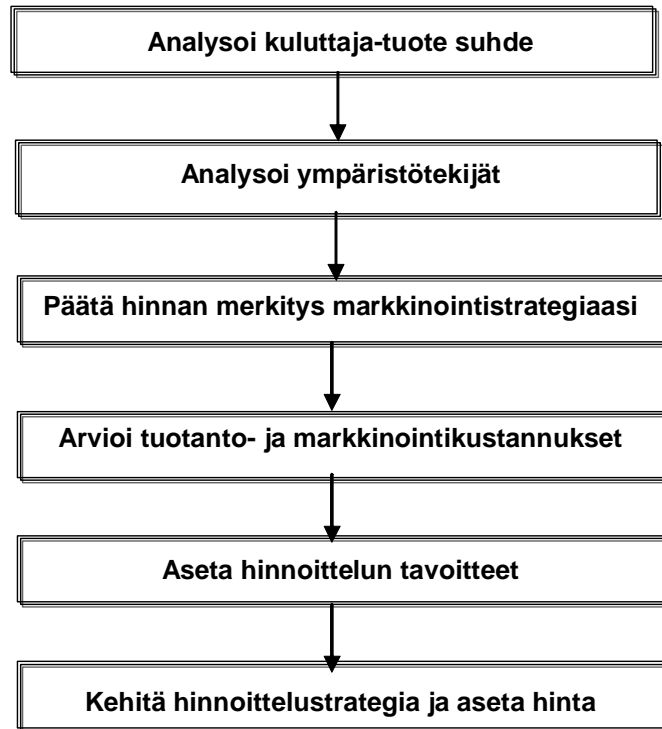 Analysoi kuluttaja-tuote suhde
Analysoi ympäristötekijät
Päätä hinnan merkitys markkinointistrategiaasi
Arvioi tuotanto- ja markkinointikustannukset
Aseta hinnoittelun tavoitteet
Kehitä hinnoittelustrategia ja aseta hinta